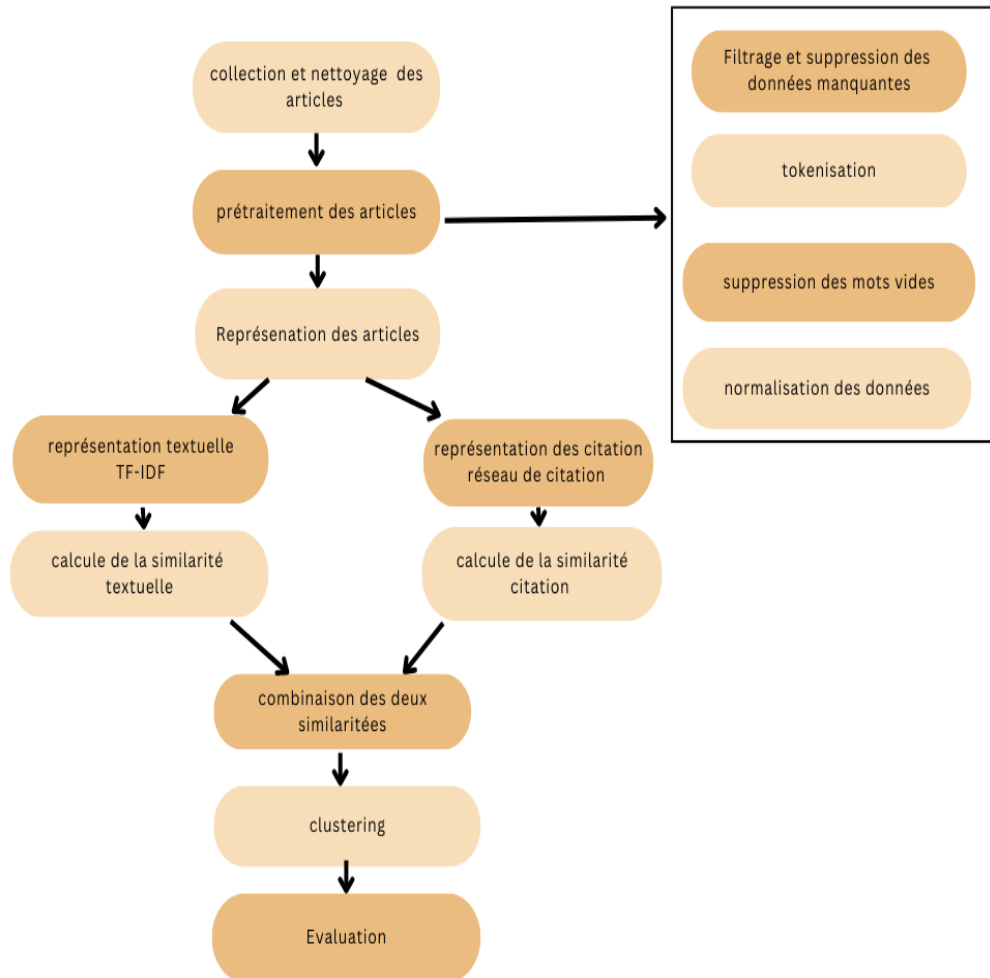 collection et nettoyage des
articles
prétraitement des articles
Représenation des articles
représentation textuelle
TF-IDF
représentation des citation
réseau de citation
calcule de la similarité
textuelle
calcule de la similarité
citation
combinaison des deux
similaritées
clustering
Evaluation
Filtrage et suppression des
données manquantes
tokenisation
suppression des mots vides
normalisation des données